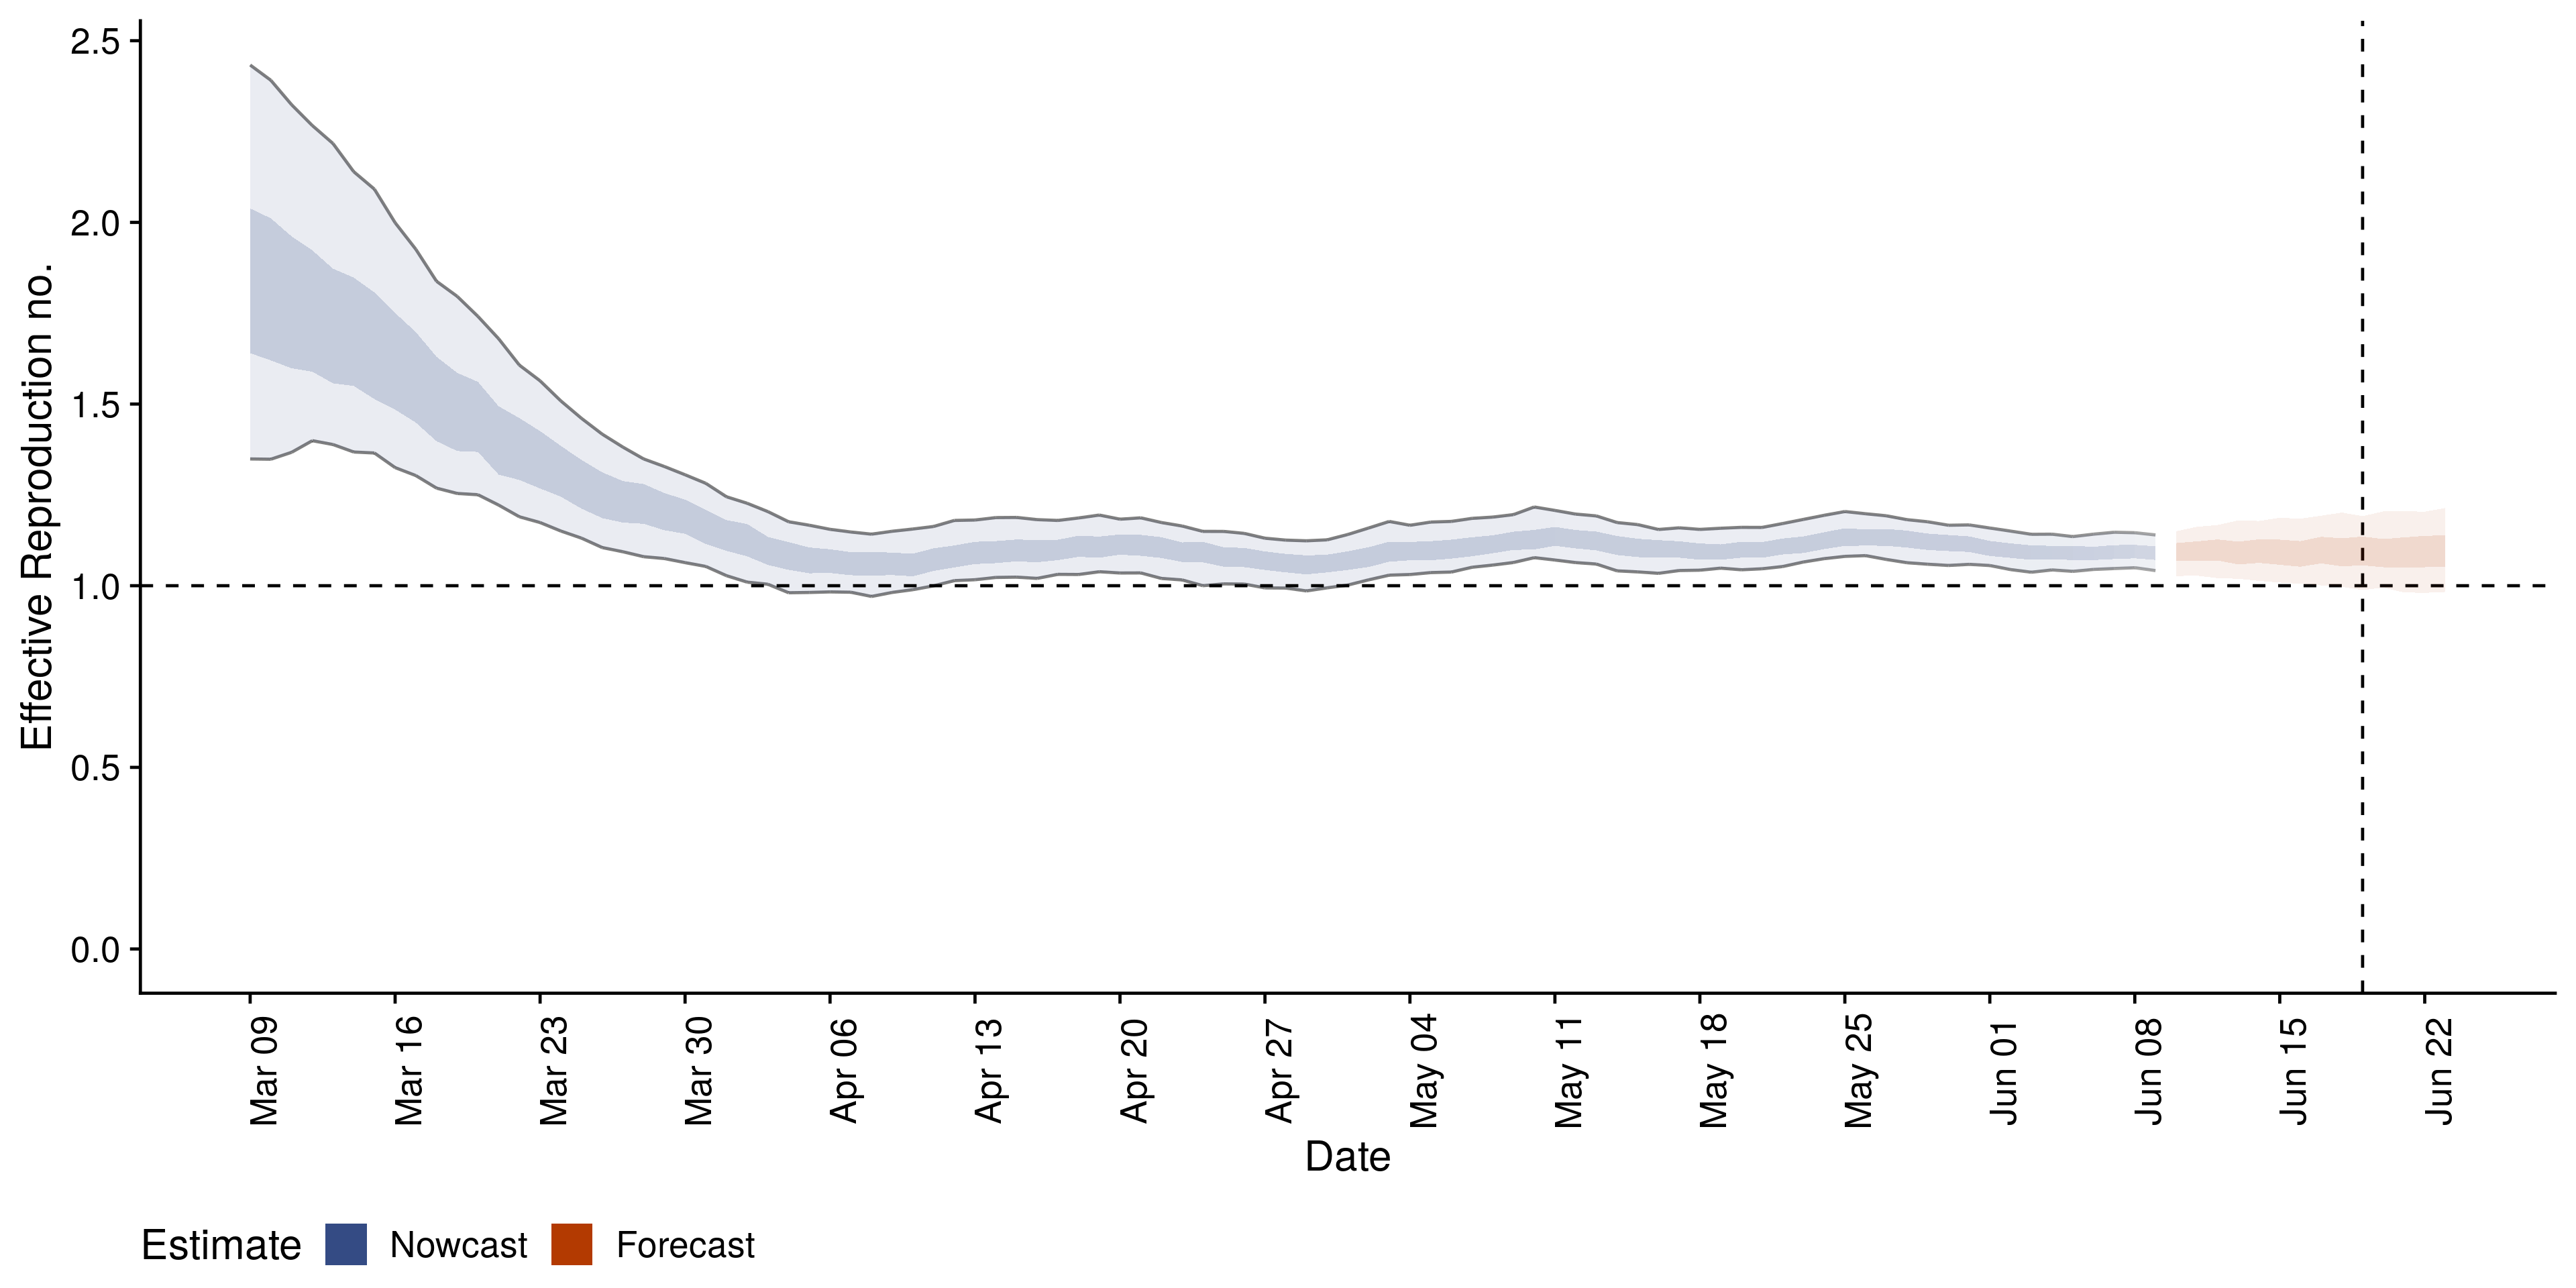 Effective Reproduction no.
2.5
2.0
1.5
1.0
0.5
0.0
Mar 09
Mar 16
Mar 23
Mar 30
Apr 06
Apr 13
Apr 20
Apr 27
May 04
May 11
May 18
May 25
Jun 01
Jun 08
Jun 15
Jun 22
Date
Estimate Nowcast Forecast